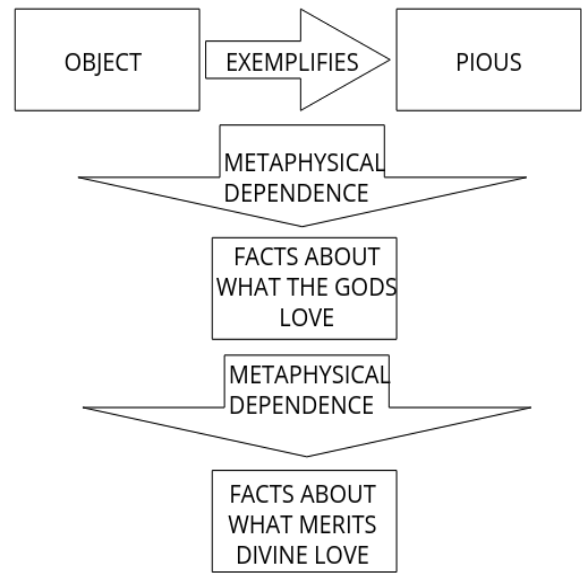 OBJECT
EXEMPLIFIES
PIOUS
METAPHYSICAL
DEPENDENCE
FACTS ABOUT
WHAT THE GODS
LOVE
METAPHYSICAL
DEPENDENCE
FACTS ABOUT
WHAT MERITS
DIVINE LOVE